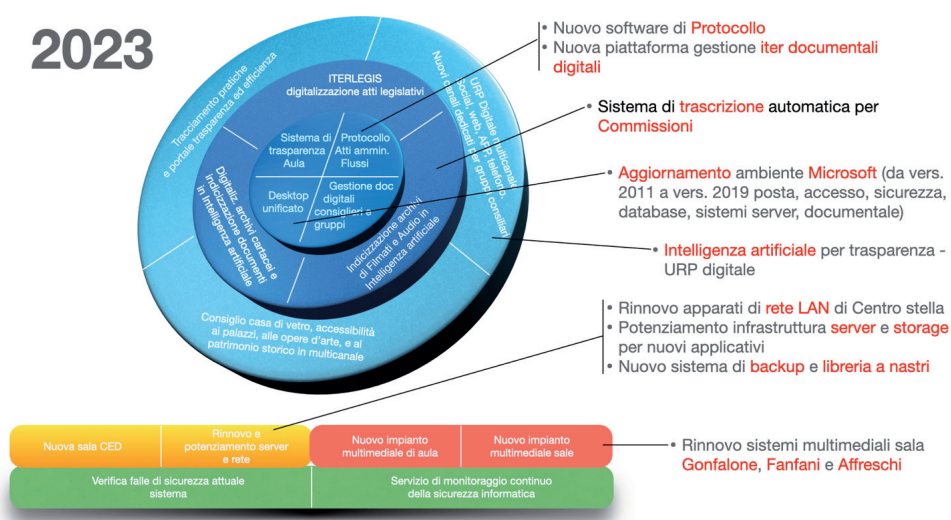 2023
Tracciamento pratiche
e portale trasparenza ed efficienza
ITERLEGIS
digitalizzazione atti legislativi
URP Digitale multicanale
Social, web, APP, telefono.
Nuovi canali dedicati per gruppi consiliari
Sistema di
trasparenza
Aula
Protocollo
Atti ammin.
Flussi
Desktop
unificato
Gestione doc
digitali
consiglieri e
gruppi
Digitaliz. archivi cartacei e
indicizzazione documenti
in Intelligenza artificiale
Indicizzazione archivi
di Filmati e Audio in
Intelligenza artificiale
Consiglio casa di vetro, accessibilità
ai palazzi, alle opere d'arte, e al
patrimonio storico in multicanale
• Nuovo software di Protocollo
• Nuova piattaforma gestione iter documentali
digitali
• Sistema di trascrizione automatica per
Commissioni
• Aggiornamento ambiente Microsoft (da vers.
2011 a vers. 2019 posta, accesso, sicurezza,
database, sistemi server, documentale)
• Intelligenza artificiale per trasparenza -
URP digitale
• Rinnovo apparati di rete LAN di Centro stella
• Potenziamento infrastruttura server e storage
per nuovi applicativi
• Nuovo sistema di backup e libreria a nastri
Nuova sala CED
Rinnovo e
potenziamento server
e rete
Nuovo impianto
multimediale di aula
Nuovo impianto
multimediale sale
• Rinnovo sistemi multimediali sala
Gonfalone, Fanfani e Affreschi
Verifica falle di sicurezza attuale
sistema
Servizio di monitoraggio continuo
della sicurezza informatica